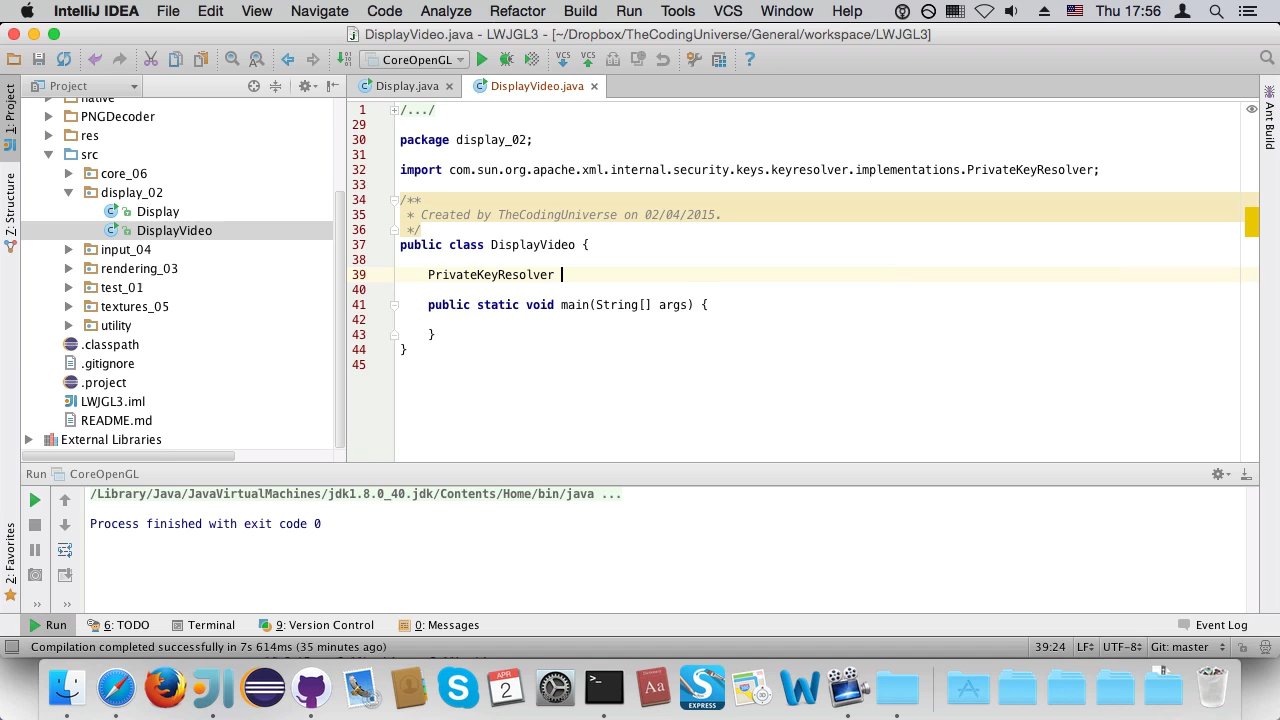 IntelliJ IDEA File Edit View Navigate Code Analyze Refactor Build Run Tools VCS Window Help Thu 17:56
DisplayVideo.java - LWJGL3 - [~/Dropbox/TheCodingUniverse/General/workspace/LWJGL3]
CoreOpenGL VCS VCS
Project
Display.java
DisplayVideo.java
1: Project
Z: Structure
2: Favorites
Ant Build
native
PNGDecoder
res
src
core_06
display_02
Display
DisplayVideo
input_04
rendering_03
test_01
textures_05
utility
.classpath
.gitignore
.project
LWJGL3.iml
README.md
External Libraries
1 /.../
29
30 package display_02;
31
32 import com.sun.org.apache.xml.internal.security.keys.keyresolver.implementations.PrivateKeyResolver;
33
34 /**
35 * Created by TheCodingUniverse on 02/04/2015.
36 */
37 public class DisplayVideo {
38
39 PrivateKeyResolver
40
41 public static void main(String[] args) {
42
43 }
44 }
45
Run CoreOpenGL
/Library/Java/JavaVirtualMachines/jdk1.8.0_40.jdk/Contents/Home/bin/java ...
Process finished with exit code 0
Run 6: TODO Terminal 9: Version Control 0: Messages Event Log
Compilation completed successfully in 7s 614ms (35 minutes ago) 39:24 LF÷ UTF-8÷ Git: master
APR
2
Aa
EXPRESS